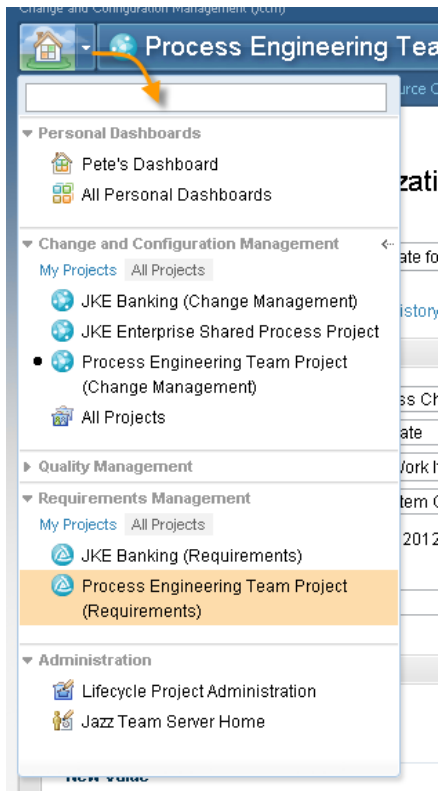 Change and Configuration Management (/ccm)
Process Engineering Tea
urce C
Personal Dashboards
Pete's Dashboard
All Personal Dashboards
zati
Change and Configuration Management
ate fo
My Projects All Projects
JKE Banking (Change Management)
istory
JKE Enterprise Shared Process Project
Process Engineering Team Project
(Change Management)
ss Ch
All Projects
ate
Quality Management
Work It
Requirements Management
tem C
My Projects All Projects
2012
JKE Banking (Requirements)
Process Engineering Team Project
(Requirements)
Administration
Lifecycle Project Administration
Jazz Team Server Home
New Value